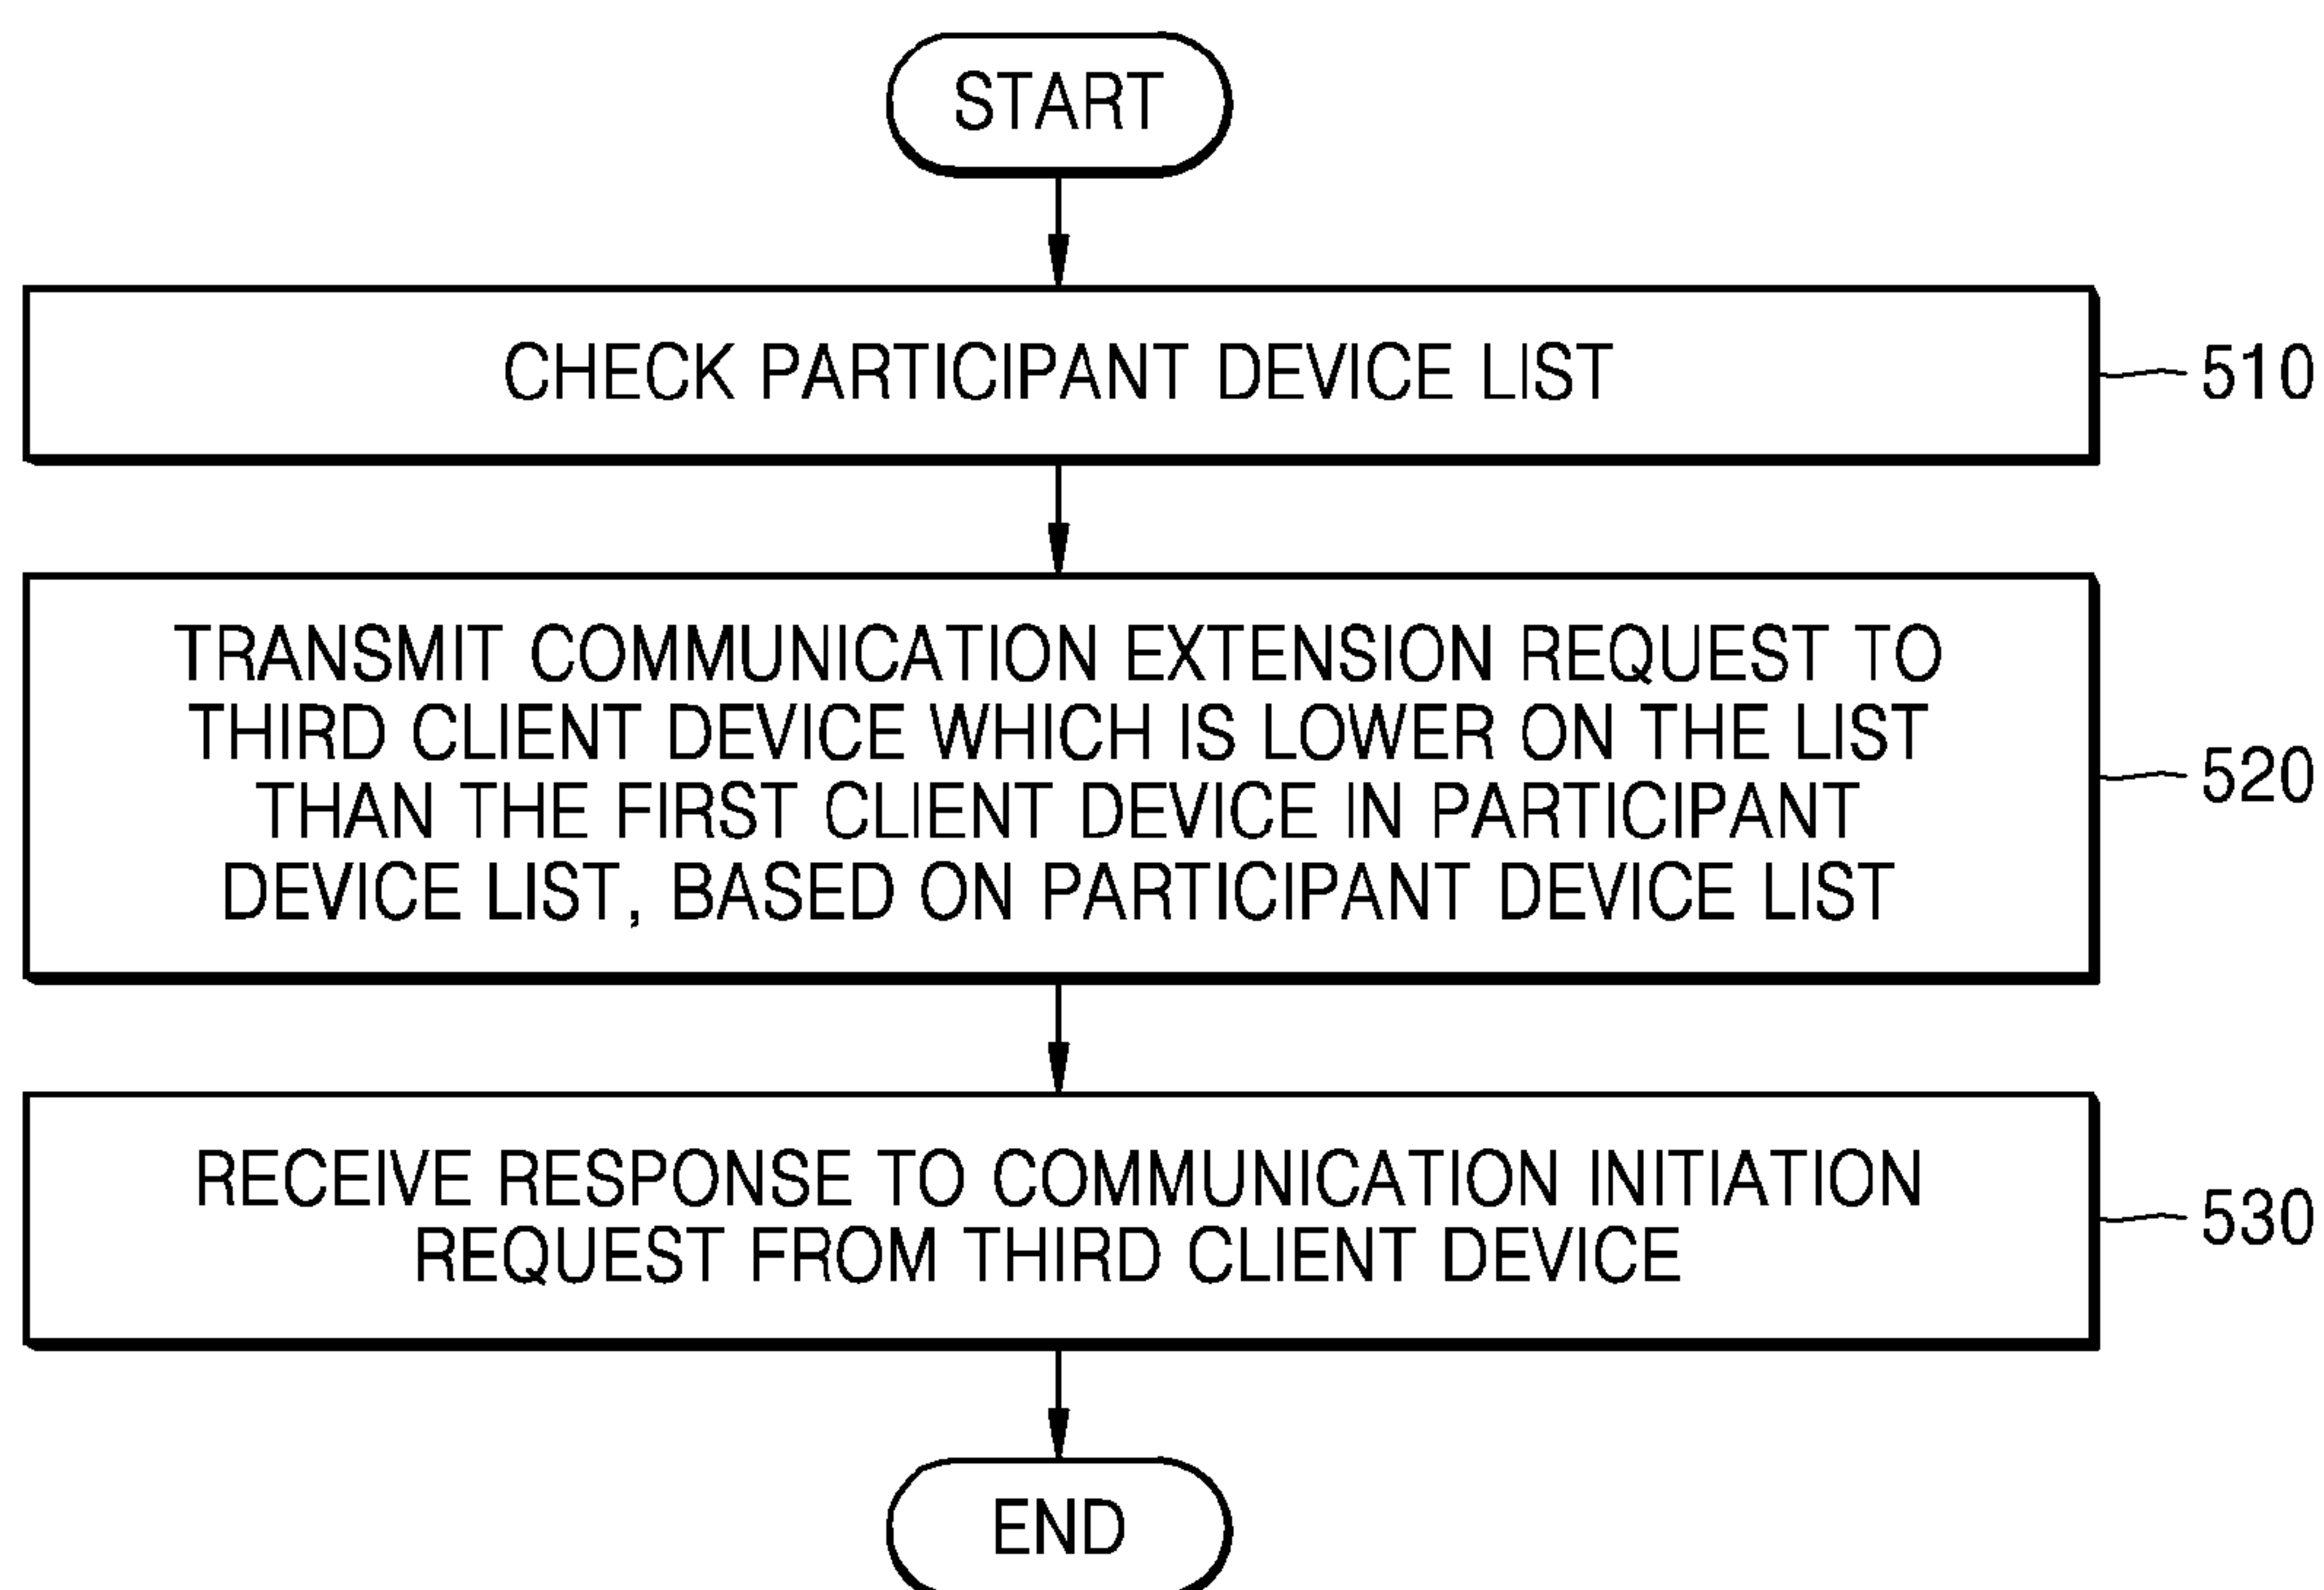 START
CHECK PARTICIPANT DEVICE LIST
510
TRANSMIT COMMUNICATION EXTENSION REQUEST TO
THIRD CLIENT DEVICE WHICH IS LOWER ON THE LIST
THAN THE FIRST CLIENT DEVICE IN PARTICIPANT
DEVICE LIST, BASED ON PARTICIPANT DEVICE LIST
520
RECEIVE RESPONSE TO COMMUNICATION INITIATION
REQUEST FROM THIRD CLIENT DEVICE
530
END